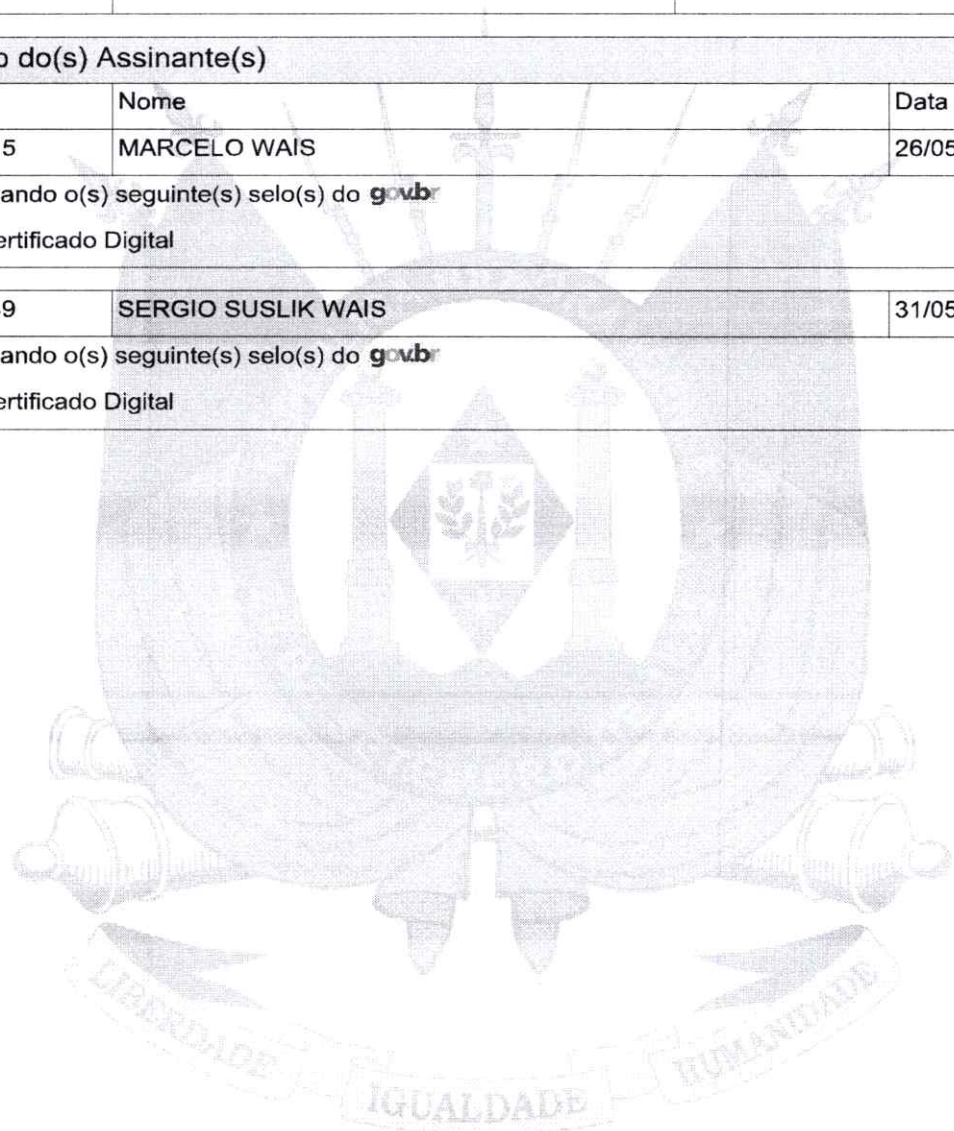 o do(s) Assinante(s)
Nome Data
15 MARCELO WAIS 26/05
ando o(s) seguinte(s) selo(s) do gov.br
ertificado Digital
9 SERGIO SUSLIK WAIS 31/05
ando o(s) seguinte(s) selo(s) do gov.br
ertificado Digital
LIBERDADE IGUALDADE HUMANIDADE